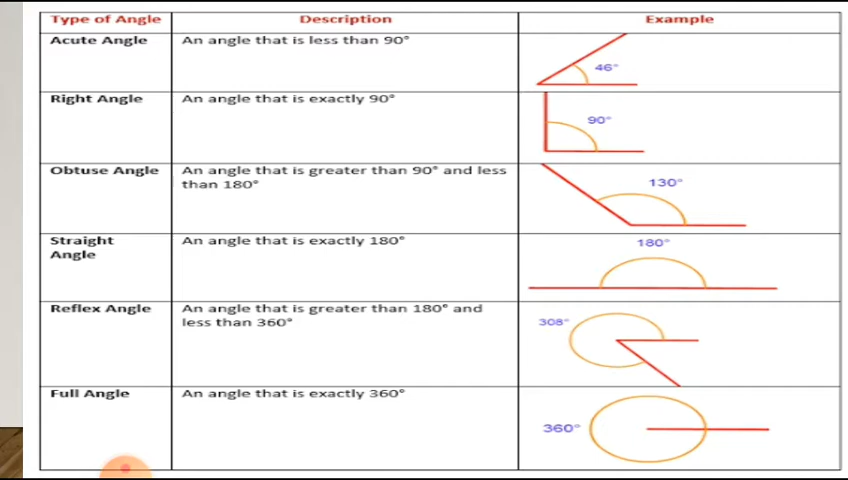 Type of Angle Description Example
Acute Angle An angle that is less than 90°
46°
Right Angle An angle that is exactly 90°
90°
Obtuse Angle An angle that is greater than 90° and less
than 180°
130°
Straight An angle that is exactly 180°
Angle
180°
Reflex Angle An angle that is greater than 180° and
less than 360°
308°
Full Angle An angle that is exactly 360°
360°